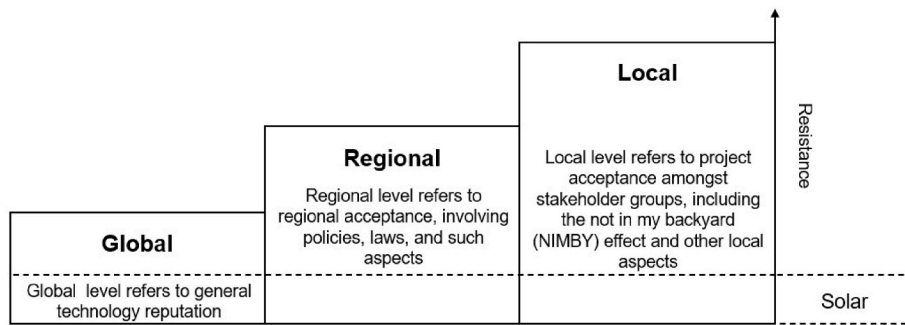 Global
Global level refers to general
technology reputation
Regional
Regional level refers to
regional acceptance, involving
policies, laws, and such
aspects
Local
Local level refers to project
acceptance amongst
stakeholder groups, including
the not in my backyard
(NIMBY) effect and other local
aspects
Resistance
Solar